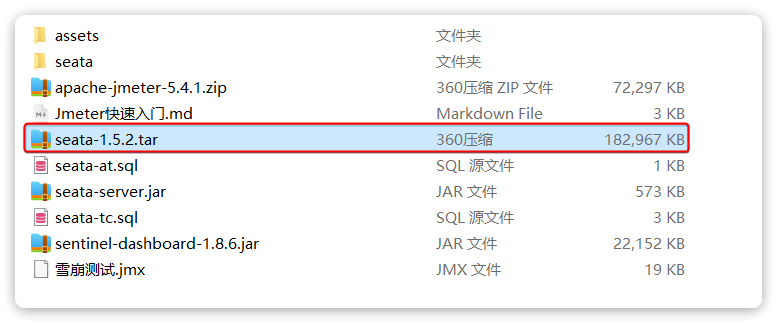 assets 文件夹
seata 文件夹
apache-jmeter-5.4.1.zip 360压缩 ZIP 文件 72,297 KB
Jmeter快速入门.md Markdown File 3 KB
seata-1.5.2.tar 360压缩 182,967 KB
seata-at.sql SQL 源文件 1 KB
seata-server.jar JAR 文件 573 KB
seata-tc.sql SQL 源文件 3 KB
sentinel-dashboard-1.8.6.jar JAR 文件 22,152 KB
雪崩测试.jmx JMX 文件 19 KB